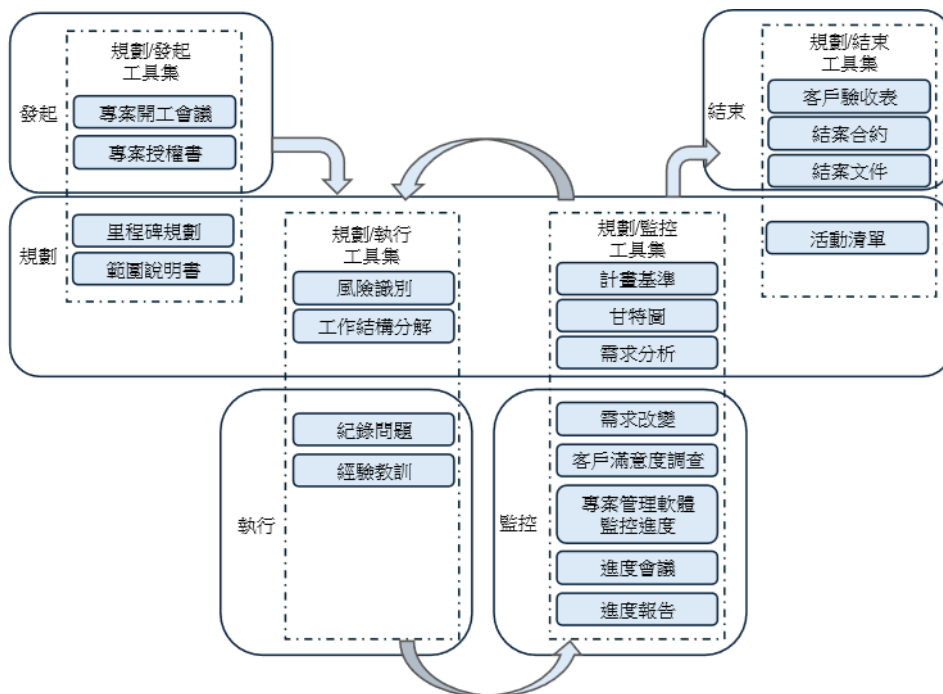 規劃/發起
工具集
發起
專案開工會議
專案授權書
規劃/結束
工具集
結束
客戶驗收表
結案合約
結案文件
規劃
里程碑規劃
範圍說明書
規劃/執行
工具集
風險識別
工作結構分解
規劃/監控
工具集
計畫基準
甘特圖
需求分析
活動清單
執行
紀錄問題
經驗教訓
監控
需求改變
客戶滿意度調查
專案管理軟體
監控進度
進度會議
進度報告